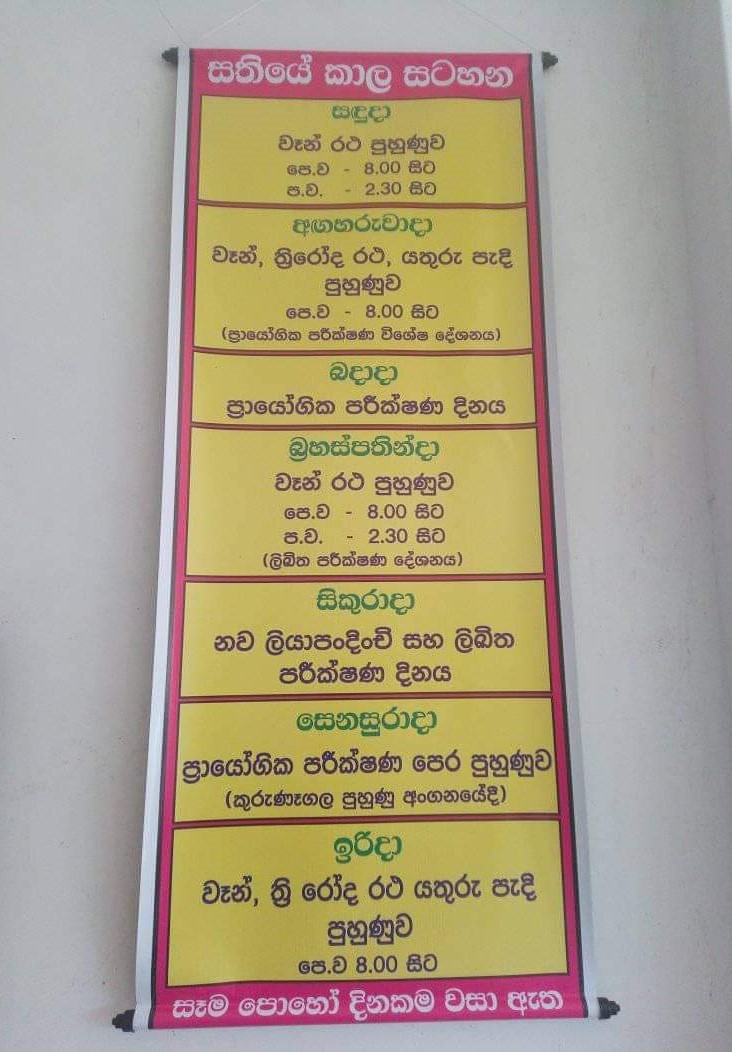 සතියේ කාල සටහන
සඳුදා
වෑන් රථ පුහුණුව
පෙ.ව - 8.00 සිට
ප.ව. - 2.30 සිට
අඟහරුවාදා
වෑන්, ත්‍රිරෝද රථ, යතුරු පැදි
පුහුණුව
පෙ.ව - 8.00 සිට
(ප්‍රායෝගික පරීක්ෂණ විශේෂ දේශනය)
බදාදා
ප්‍රායෝගික පරීක්ෂණ දිනය
බ්‍රහස්පතින්දා
වෑන් රථ පුහුණුව
පෙ.ව - 8.00 සිට
ප.ව. - 2.30 සිට
(ලිඛිත පරීක්ෂණ දේශනය)
සිකුරාදා
නව ලියාපංදිංචි සහ ලිඛිත
පරීක්ෂණ දිනය
සෙනසුරාදා
ප්‍රායෝගික පරීක්ෂණ පෙර පුහුණුව
(කුරුණෑගල පුහුණු අංගනයේදී)
ඉරිදා
වෑන්, ත්‍රි රෝද රථ යතුරු පැදි
පුහුණුව
පෙ.ව 8.00 සිට
සෑම පොහෝ දිනකම වසා ඇත